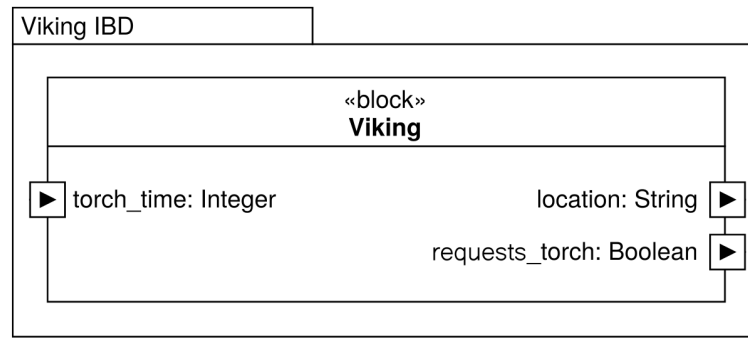 Viking IBD
«block»
Viking
torch_time: Integer
location: String
requests_torch: Boolean